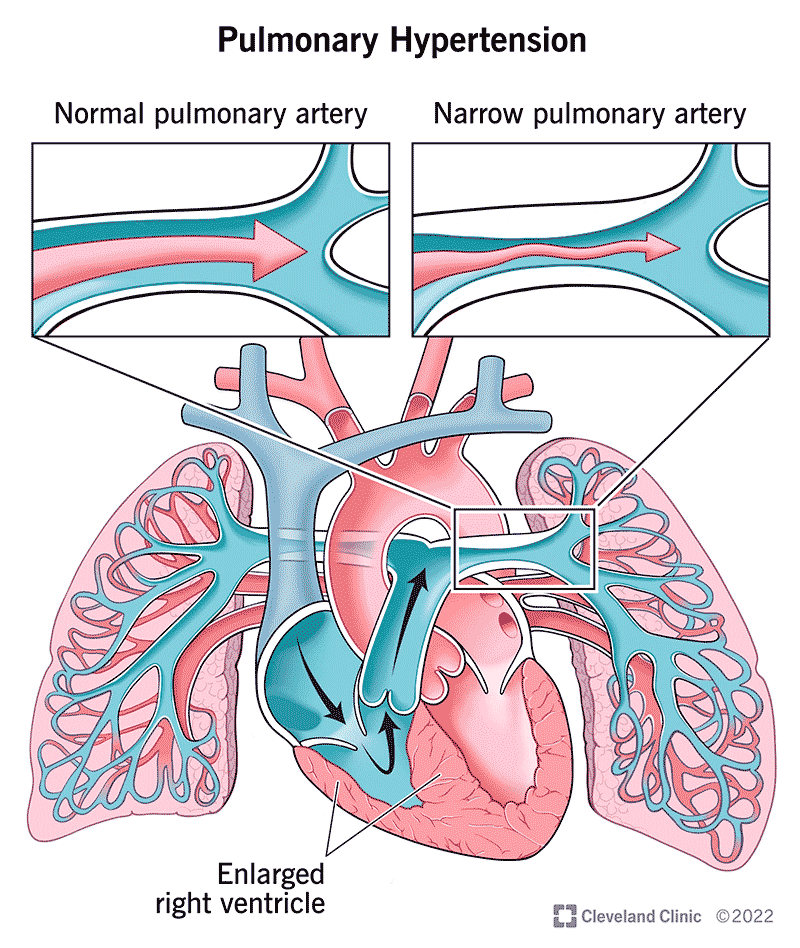 Pulmonary Hypertension
Normal pulmonary artery
Narrow pulmonary artery
Enlarged
right ventricle
Cleveland Clinic ©2022